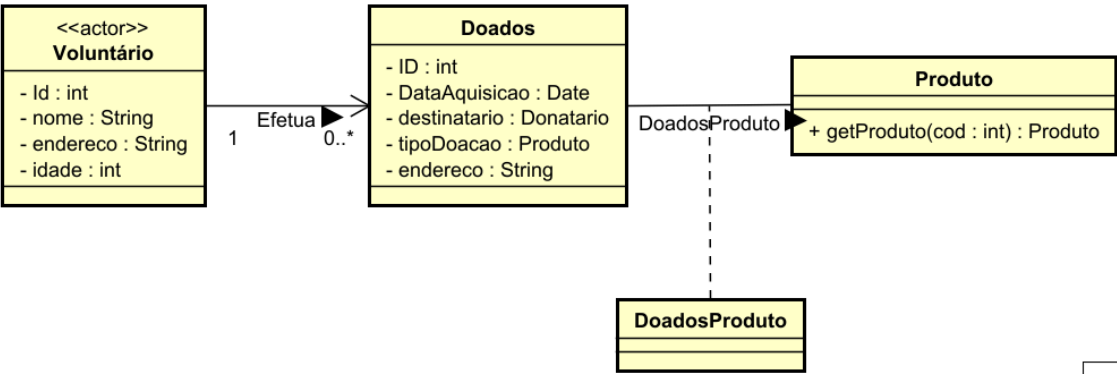 <<actor>>
Voluntário
- Id : int
- nome : String
- endereco : String
- idade : int
Efetua
1
0..*
Doados
- ID : int
- DataAquisicao : Date
- destinatario : Donatario
- tipoDoacao : Produto
- endereco : String
DoadosProduto
Produto
+ getProduto(cod : int) : Produto
DoadosProduto